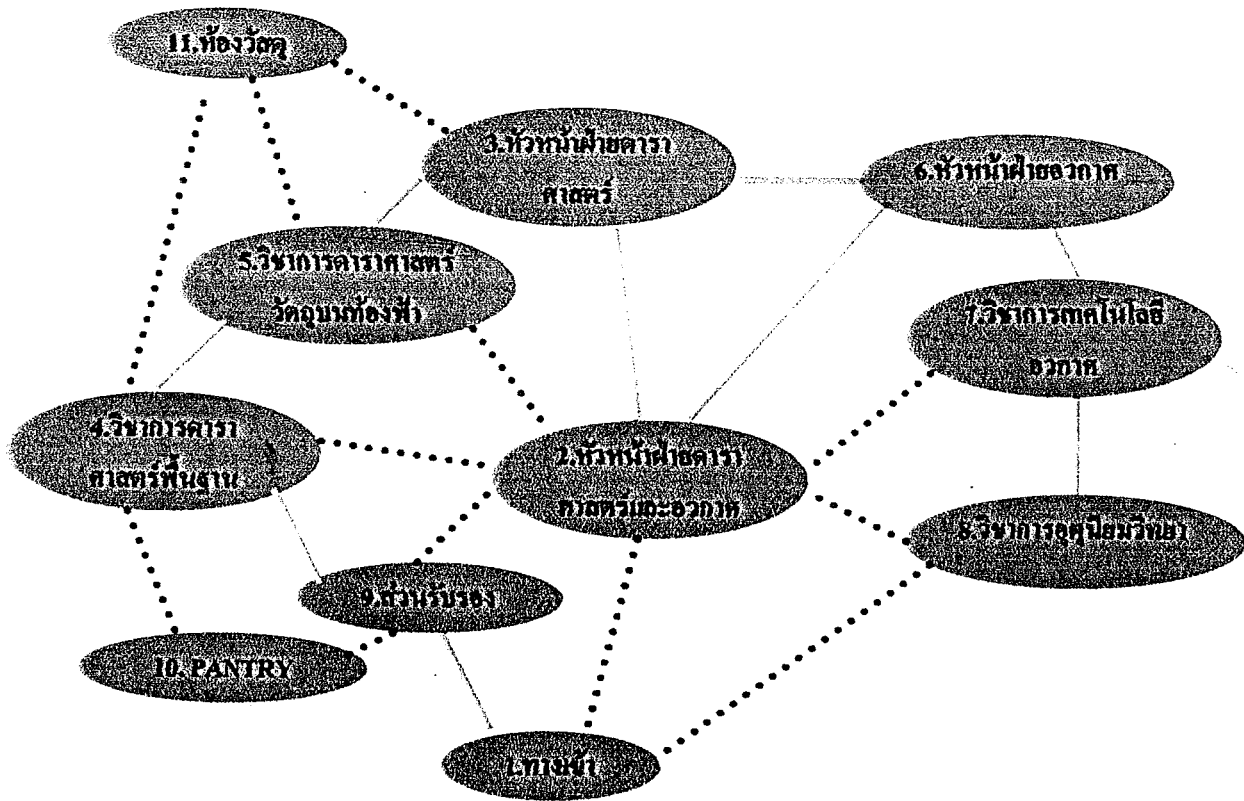 11.ห้องวัสดุ
3.หัวหน้าฝ่ายดารา
ศาสตร์
6.หัวหน้าฝ่ายอวกาศ
5.วิชาการดาราศาสตร์
วัตถุบนท้องฟ้า
7.วิชาการเทคโนโลยี
อวกาศ
4.วิชาการดารา
ศาสตร์พื้นฐาน
2.หัวหน้าฝ่ายดารา
ศาสตร์และอวกาศ
8.วิชาการอุตุนิยมวิทยา
9.ส่วนรับรอง
10. PANTRY
1.ทางเข้า